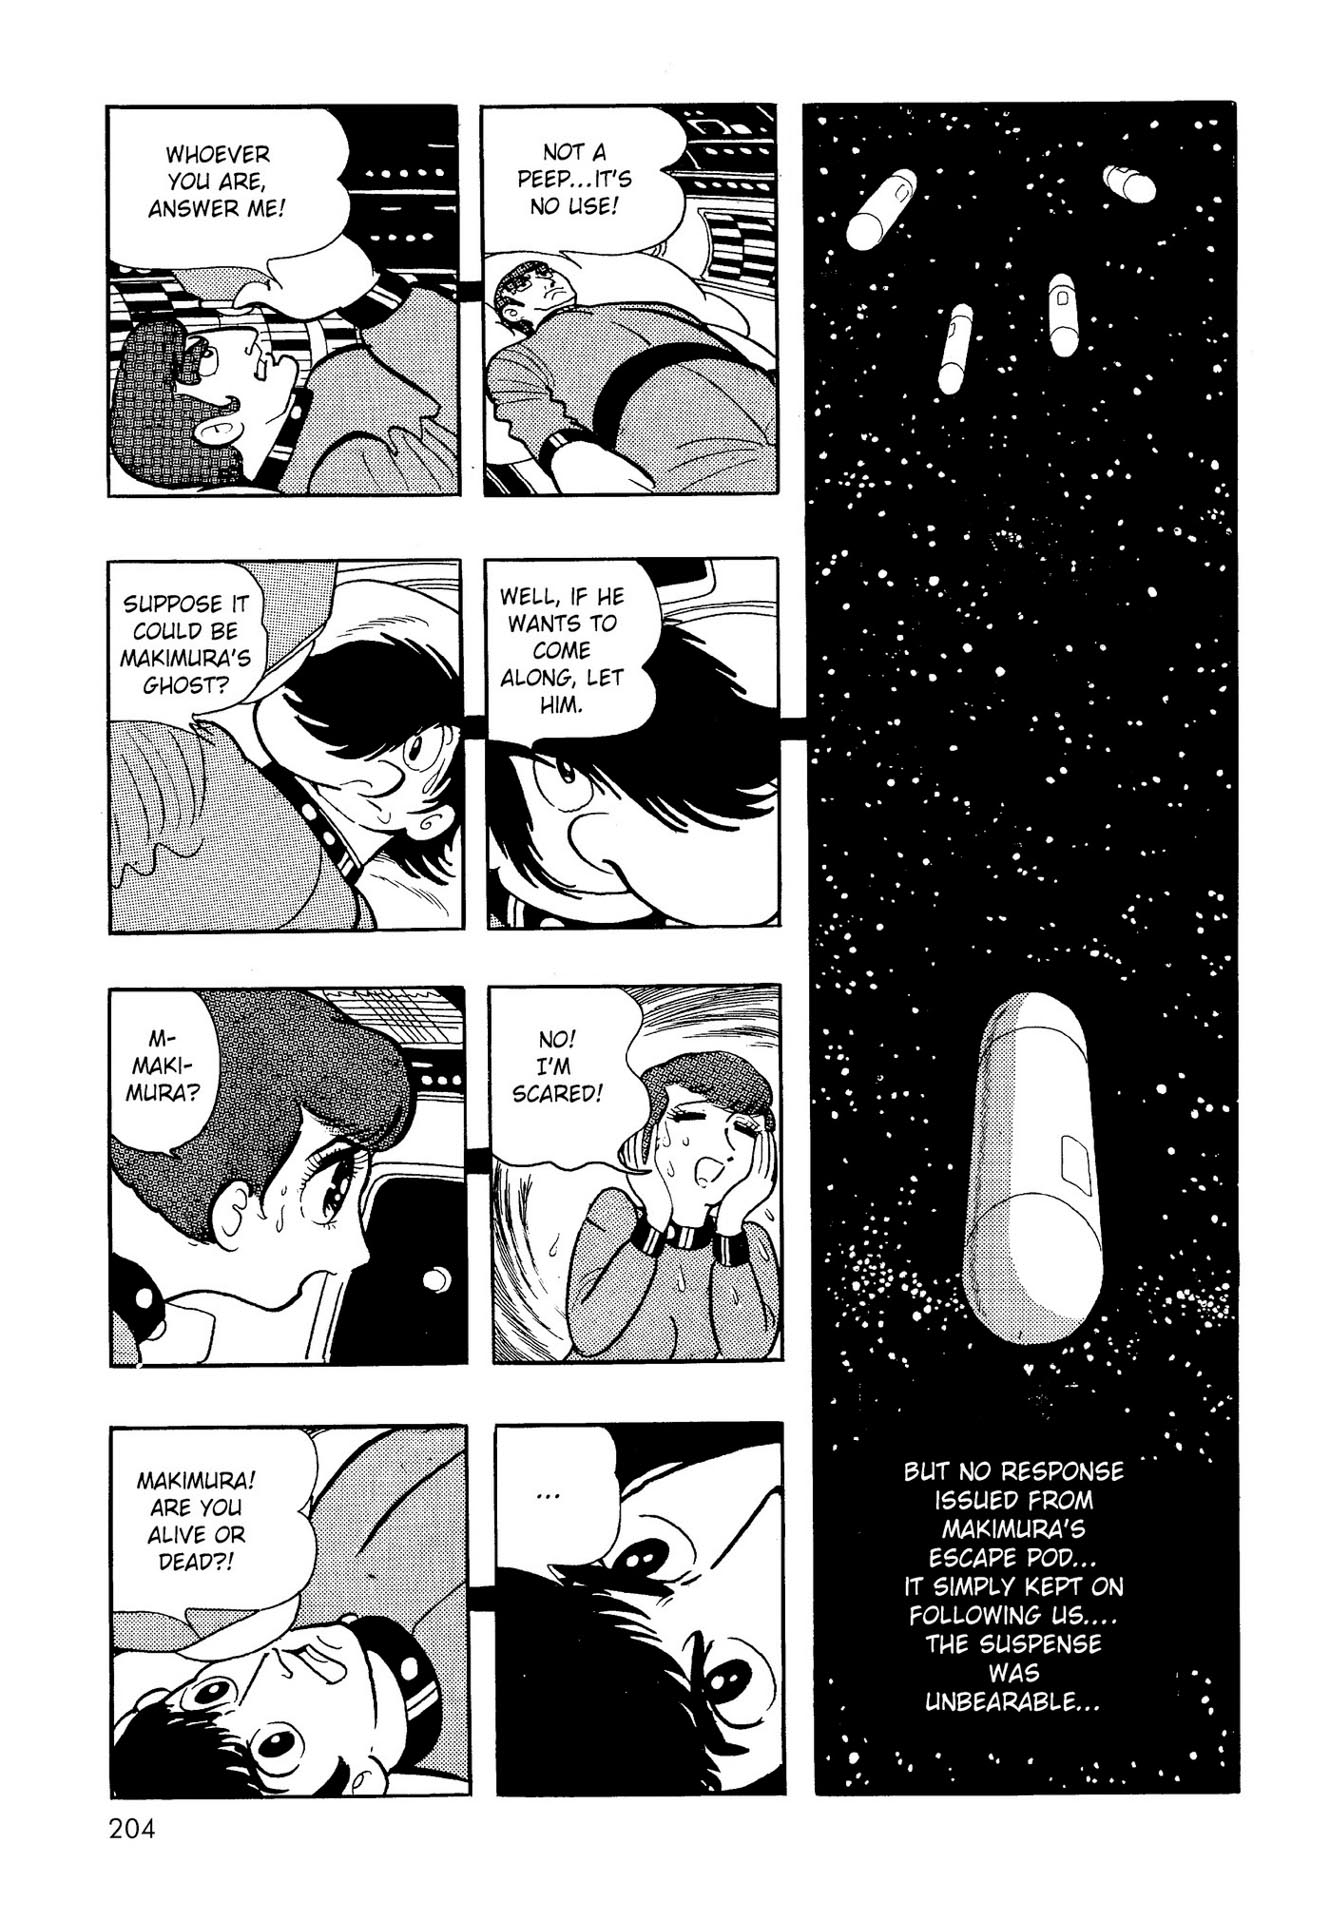 WHOEVER
YOU ARE,
ANSWER ME!
NOT A
PEEP...IT'S
NO USE!
SUPPOSE IT
COULD BE
MAKIMURA'S
GHOST?
WELL, IF HE
WANTS TO
COME
ALONG, LET
HIM.
M-
MAKI-
MURA?
NO!
I'M
SCARED!
MAKIMURA!
ARE YOU
ALIVE OR
DEAD?!
...
BUT NO RESPONSE
ISSUED FROM
MAKIMURA'S
ESCAPE POD...
IT SIMPLY KEPT ON
FOLLOWING US....
THE SUSPENSE
WAS
UNBEARABLE...
204